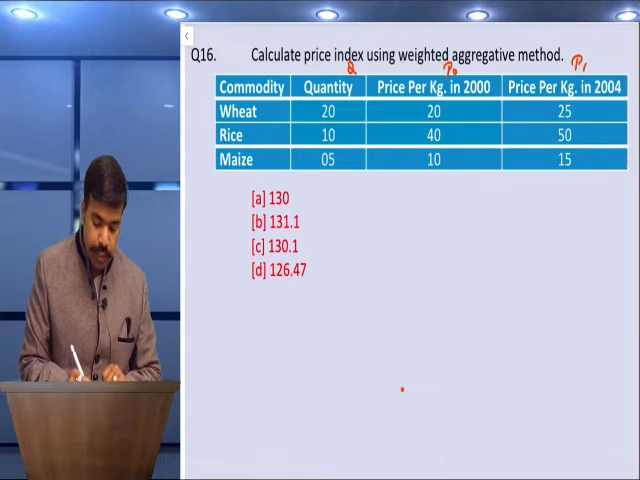 Q16. Calculate price index using weighted aggregative method.
Q P₀ P₁
Commodity Quantity Price Per Kg. in 2000 Price Per Kg. in 2004
Wheat 20 20 25
Rice 10 40 50
Maize 05 10 15
[a] 130
[b] 131.1
[c] 130.1
[d] 126.47